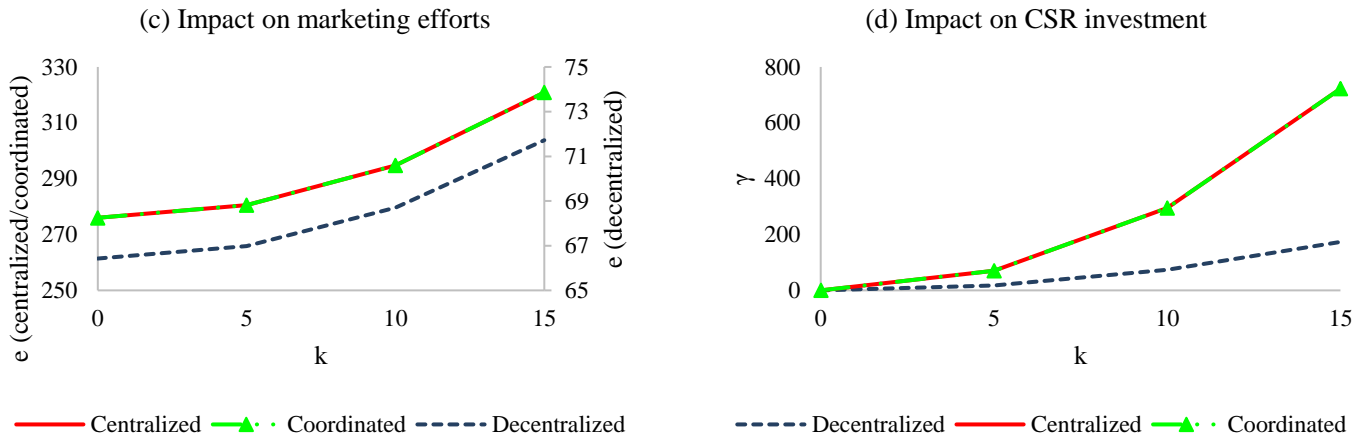 (c) Impact on marketing efforts
e (centralized/coordinated)
330
310
290
270
250
75
73
71
69
67
65
e (decentralized)
0 5 10 15
k
Centralized Coordinated Decentralized
(d) Impact on CSR investment
γ
800
600
400
200
0
0 5 10 15
k
Decentralized Centralized Coordinated